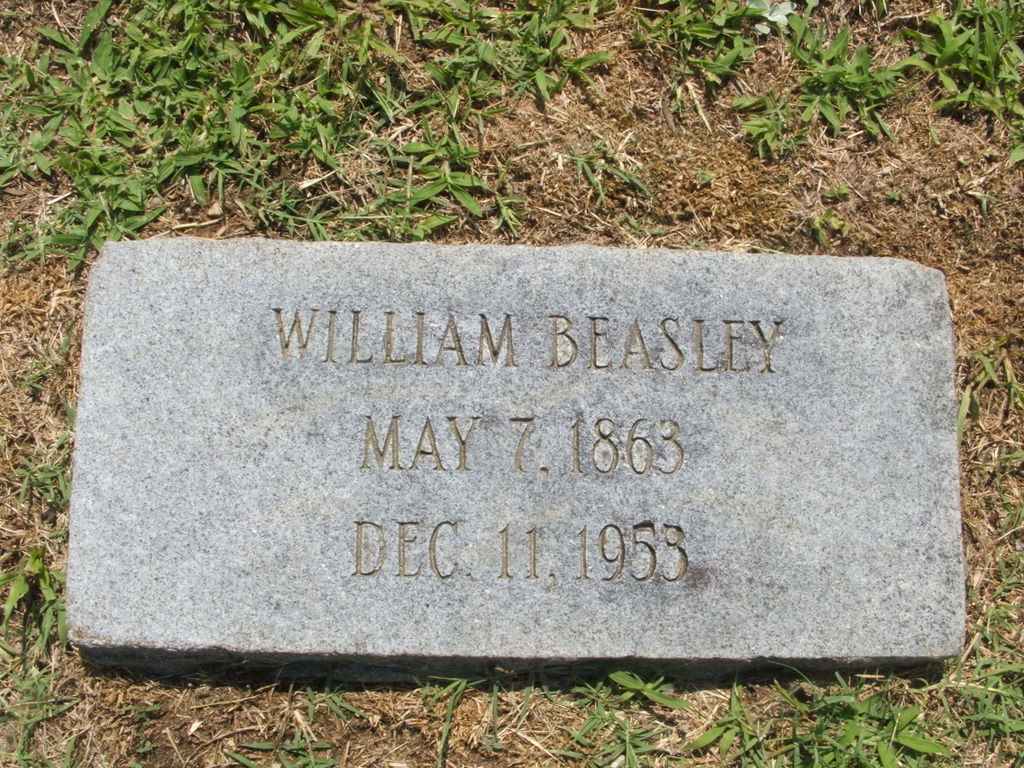 WILLIAM BEASLEY
MAY 7, 1863
DEC. 11, 1953